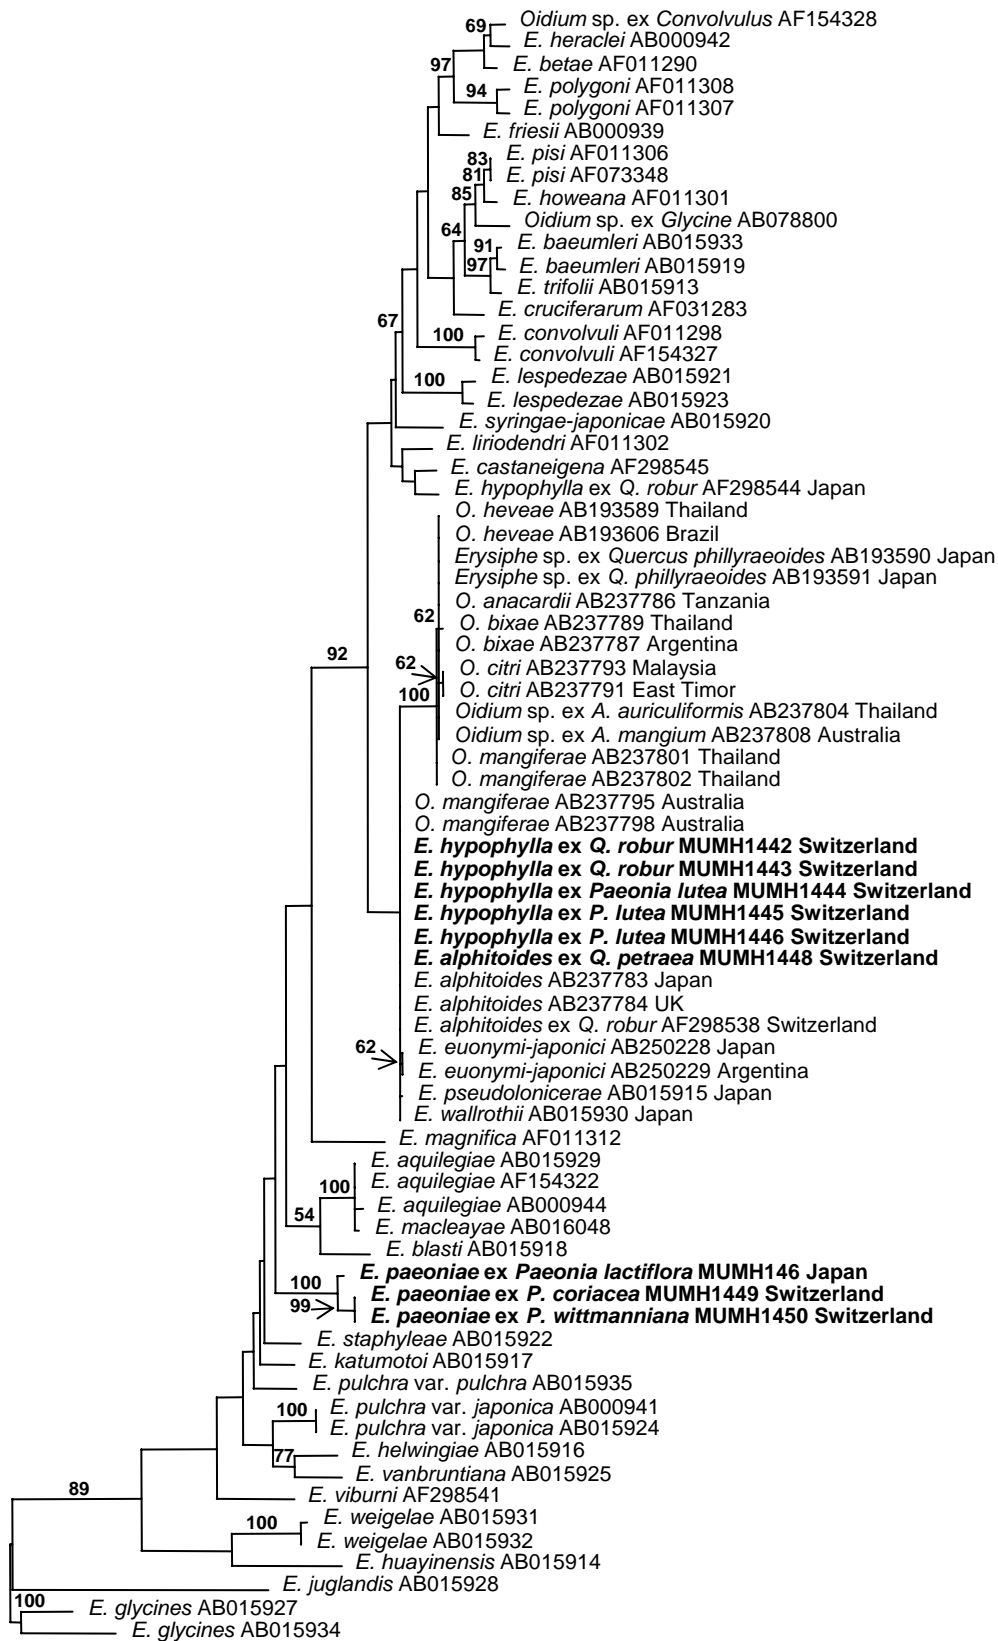 69 Oidium sp. ex Convolvulus AF154328
E. heraclei AB000942
E. betae AF011290
97
94 E. polygoni AF011308
E. polygoni AF011307
E. friesii AB000939
83 E. pisi AF011306
81 E. pisi AF073348
85 E. howeana AF011301
Oidium sp. ex Glycine AB078800
64
91 E. baeumleri AB015933
97 E. baeumleri AB015919
E. trifolii AB015913
E. cruciferarum AF031283
67
100 E. convolvuli AF011298
E. convolvuli AF154327
100 E. lespedezae AB015921
E. lespedezae AB015923
E. syringae-japonicae AB015920
E. liriodendri AF011302
E. castaneigena AF298545
E. hypophylla ex Q. robur AF298544 Japan
O. heveae AB193589 Thailand
O. heveae AB193606 Brazil
Erysiphe sp. ex Quercus phillyraeoides AB193590 Japan
Erysiphe sp. ex Q. phillyraeoides AB193591 Japan
O. anacardii AB237786 Tanzania
62 O. bixae AB237789 Thailand
O. bixae AB237787 Argentina
92
62 O. citri AB237793 Malaysia
O. citri AB237791 East Timor
100
Oidium sp. ex A. auriculiformis AB237804 Thailand
Oidium sp. ex A. mangium AB237808 Australia
O. mangiferae AB237801 Thailand
O. mangiferae AB237802 Thailand
O. mangiferae AB237795 Australia
O. mangiferae AB237798 Australia
E. hypophylla ex Q. robur MUMH1442 Switzerland
E. hypophylla ex Q. robur MUMH1443 Switzerland
E. hypophylla ex Paeonia lutea MUMH1444 Switzerland
E. hypophylla ex P. lutea MUMH1445 Switzerland
E. hypophylla ex P. lutea MUMH1446 Switzerland
E. alphitoides ex Q. petraea MUMH1448 Switzerland
E. alphitoides AB237783 Japan
E. alphitoides AB237784 UK
E. alphitoides ex Q. robur AF298538 Switzerland
62 E. euonymi-japonici AB250228 Japan
E. euonymi-japonici AB250229 Argentina
E. pseudolonicerae AB015915 Japan
E. wallrothii AB015930 Japan
E. magnifica AF011312
E. aquilegiae AB015929
100 E. aquilegiae AF154322
E. aquilegiae AB000944
54 E. macleayae AB016048
E. blasti AB015918
100 E. paeoniae ex Paeonia lactiflora MUMH146 Japan
E. paeoniae ex P. coriacea MUMH1449 Switzerland
99 E. paeoniae ex P. wittmanniana MUMH1450 Switzerland
E. staphyleae AB015922
E. katumotoi AB015917
E. pulchra var. pulchra AB015935
100 E. pulchra var. japonica AB000941
E. pulchra var. japonica AB015924
77 E. helwingiae AB015916
E. vanbruntiana AB015925
89
E. viburni AF298541
100 E. weigelae AB015931
E. weigelae AB015932
E. huayinensis AB015914
E. juglandis AB015928
100 E. glycines AB015927
E. glycines AB015934